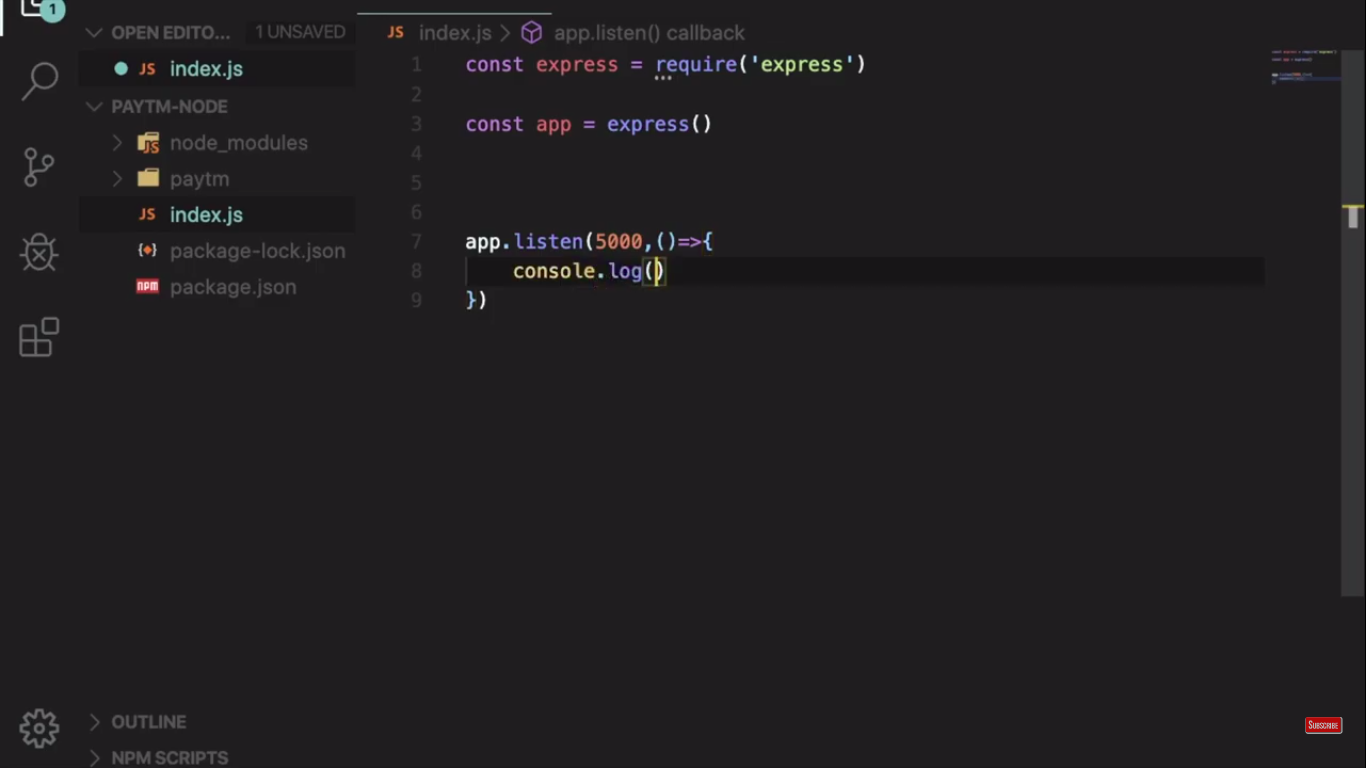 1
OPEN EDITO... 1 UNSAVED
JS index.js
PAYTM-NODE
node_modules
paytm
JS index.js
package-lock.json
npm package.json
OUTLINE
NPM SCRIPTS
JS index.js > app.listen() callback
1 const express = require('express')
2
3 const app = express()
4
5
6
7 app.listen(5000,()=>{
8 console.log()
9 })
SUBSCRIBE